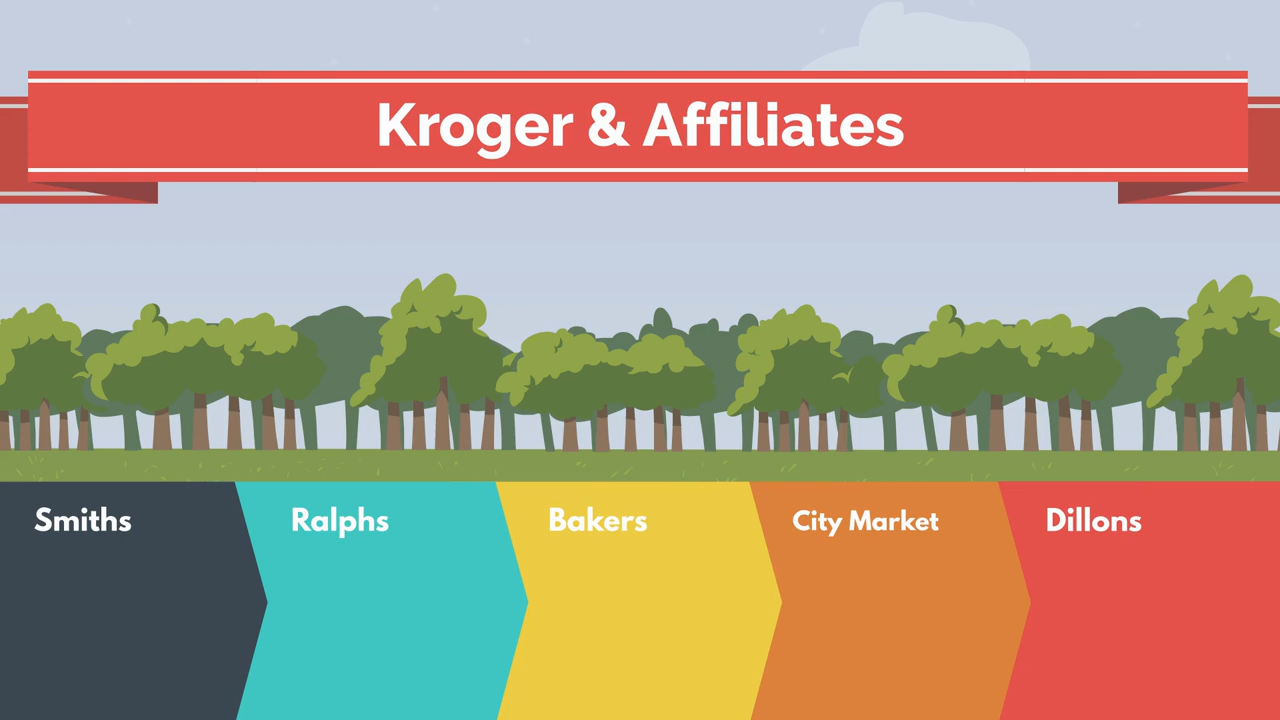 Kroger & Affiliates
Smiths
Ralphs
Bakers
City Market
Dillons